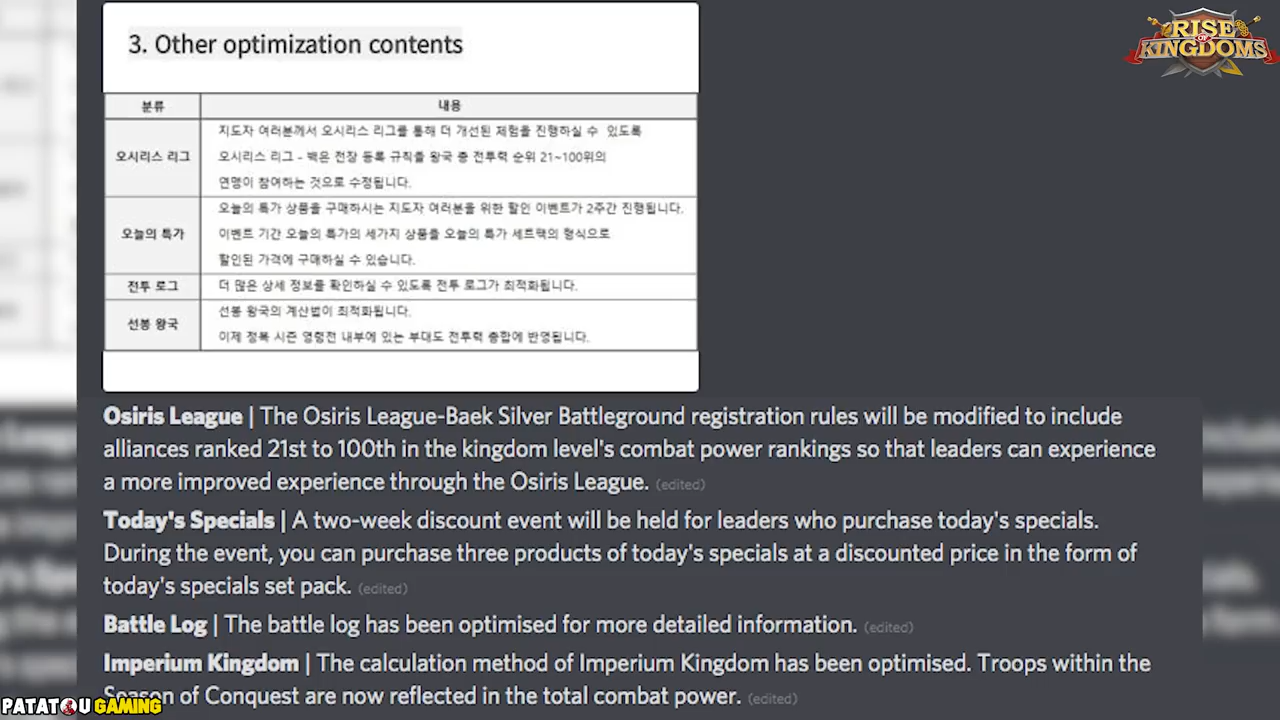 RISE
OF
KINGDOMS
3. Other optimization contents
분류 내용
오시리스 리그
지도자 여러분께서 오시리스 리그를 통해 더 개선된 체험을 진행하실 수 있도록
오시리스 리그 - 백은 전장 등록 규칙을 왕국 중 전투력 순위 21~100위의
연맹이 참여하는 것으로 수정됩니다.
오늘의 특가
오늘의 특가 상품을 구매하시는 지도자 여러분을 위한 할인 이벤트가 2주간 진행됩니다.
이벤트 기간 오늘의 특가의 세가지 상품을 오늘의 특가 세트팩의 형식으로
할인된 가격에 구매하실 수 있습니다.
전투 로그 더 많은 상세 정보를 확인하실 수 있도록 전투 로그가 최적화됩니다.
선봉 왕국
선봉 왕국의 계산법이 최적화됩니다.
이제 정복 시즌 영령전 내부에 있는 부대도 전투력 총합에 반영됩니다.
Osiris League | The Osiris League-Baek Silver Battleground registration rules will be modified to include
alliances ranked 21st to 100th in the kingdom level's combat power rankings so that leaders can experience
a more improved experience through the Osiris League. (edited)
Today's Specials | A two-week discount event will be held for leaders who purchase today's specials.
During the event, you can purchase three products of today's specials at a discounted price in the form of
today's specials set pack. (edited)
Battle Log | The battle log has been optimised for more detailed information. (edited)
Imperium Kingdom | The calculation method of Imperium Kingdom has been optimised. Troops within the
Season of Conquest are now reflected in the total combat power. (edited)
PATATOU GAMING